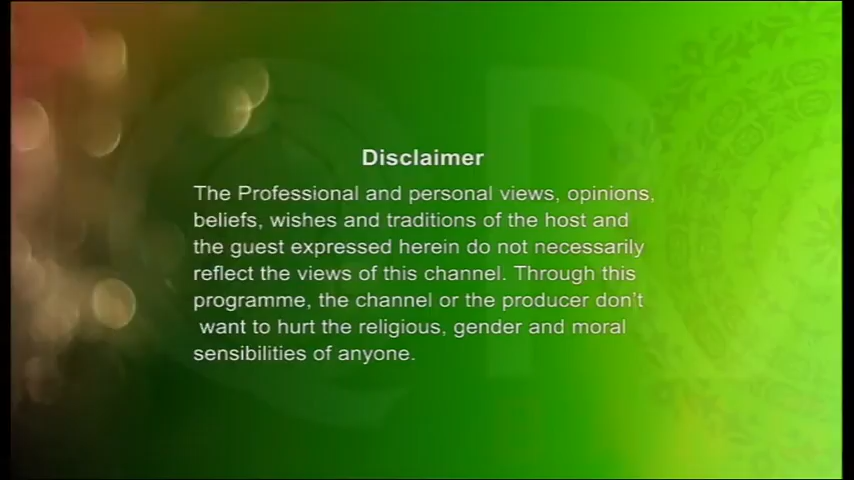 Disclaimer
The Professional and personal views, opinions,
beliefs, wishes and traditions of the host and
the guest expressed herein do not necessarily
reflect the views of this channel. Through this
programme, the channel or the producer don't
want to hurt the religious, gender and moral
sensibilities of anyone.